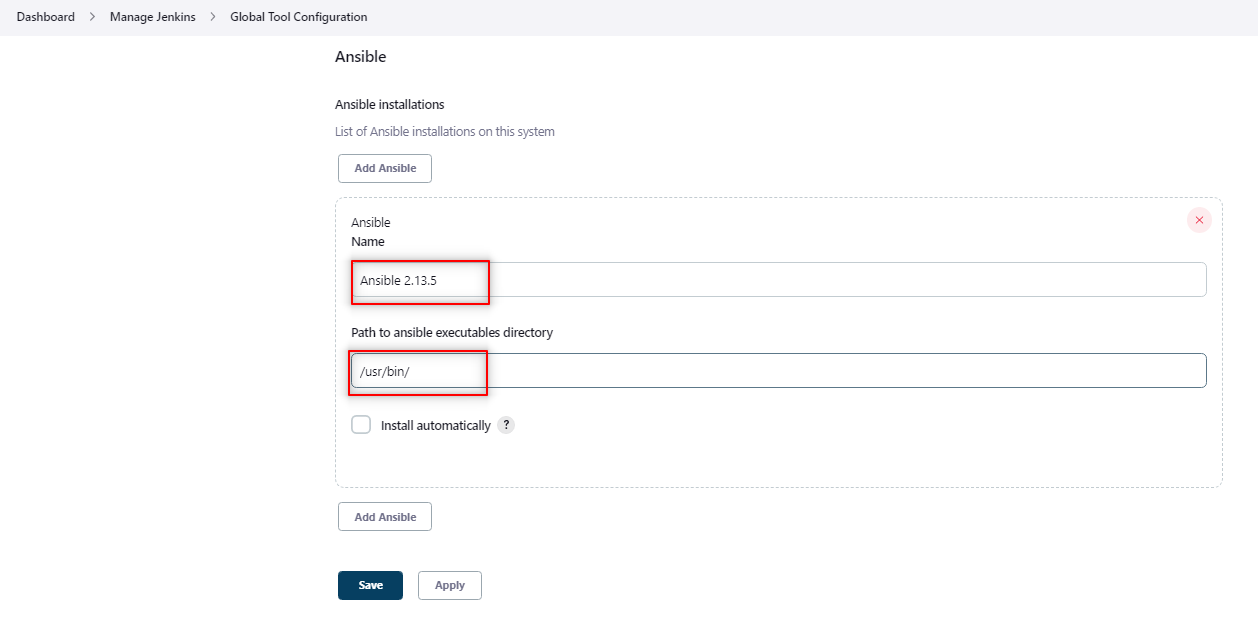 Dashboard > Manage Jenkins > Global Tool Configuration
Ansible
Ansible installations
List of Ansible installations on this system
Add Ansible
Ansible
Name
Ansible 2.13.5
Path to ansible executables directory
/usr/bin/
Install automatically ?
Add Ansible
Save Apply